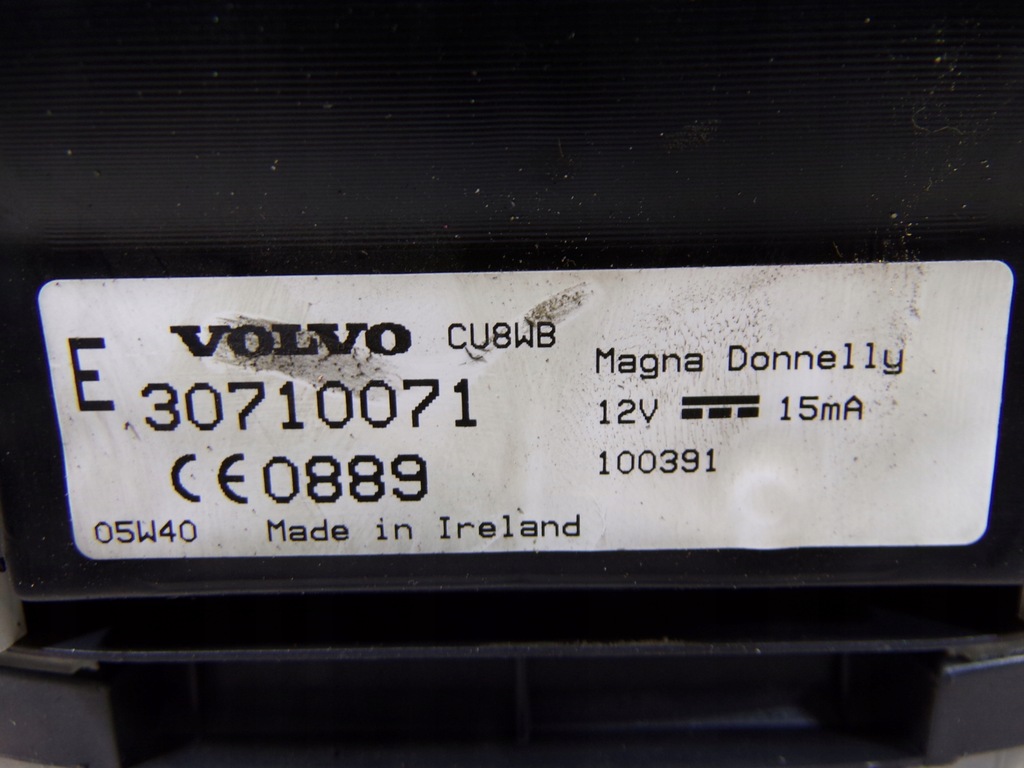 E VOLVO CU8WB
30710071
CE0889
05W40 Made in Ireland
Magna Donnelly
12V 15mA
100391